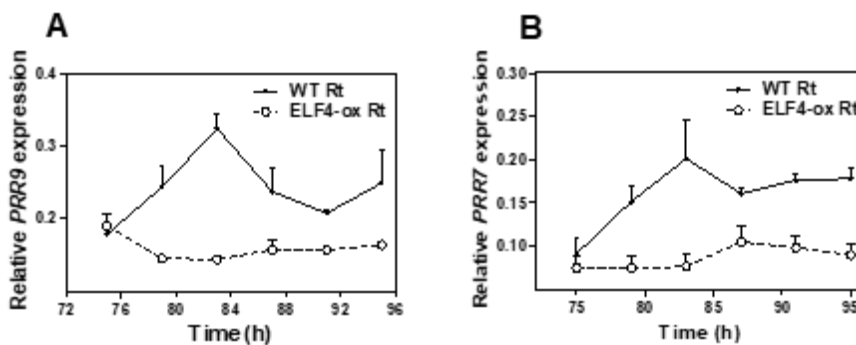 A
Relative PRR9 expression
0.4
0.3
0.2
WT Rt
ELF4-ox Rt
72 76 80 84 88 92 96
Time (h)
B
Relative PRR7 expression
0.30
0.25
0.20
0.15
0.10
WT Rt
ELF4-ox Rt
75 80 85 90 95
Time (h)